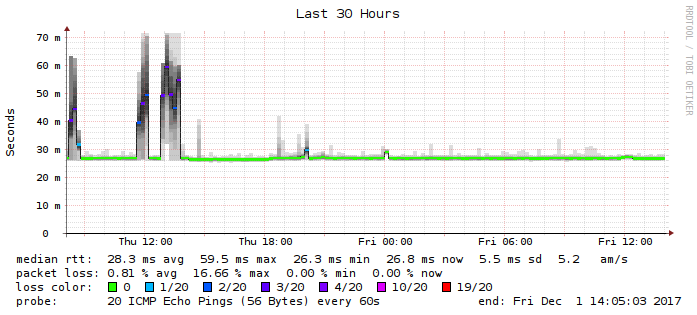 Last 30 Hours
RRDTOOL / TOBI OETIKER
Seconds
70 m
60 m
50 m
40 m
30 m
20 m
10 m
0
Thu 12:00 Thu 18:00 Fri 00:00 Fri 06:00 Fri 12:00
median rtt: 28.3 ms avg 59.5 ms max 26.3 ms min 26.8 ms now 5.5 ms sd 5.2 am/s
packet loss: 0.81 % avg 16.66 % max 0.00 % min 0.00 % now
loss color: 0 1/20 2/20 3/20 4/20 10/20 19/20
probe: 20 ICMP Echo Pings (56 Bytes) every 60s end: Fri Dec 1 14:05:03 2017